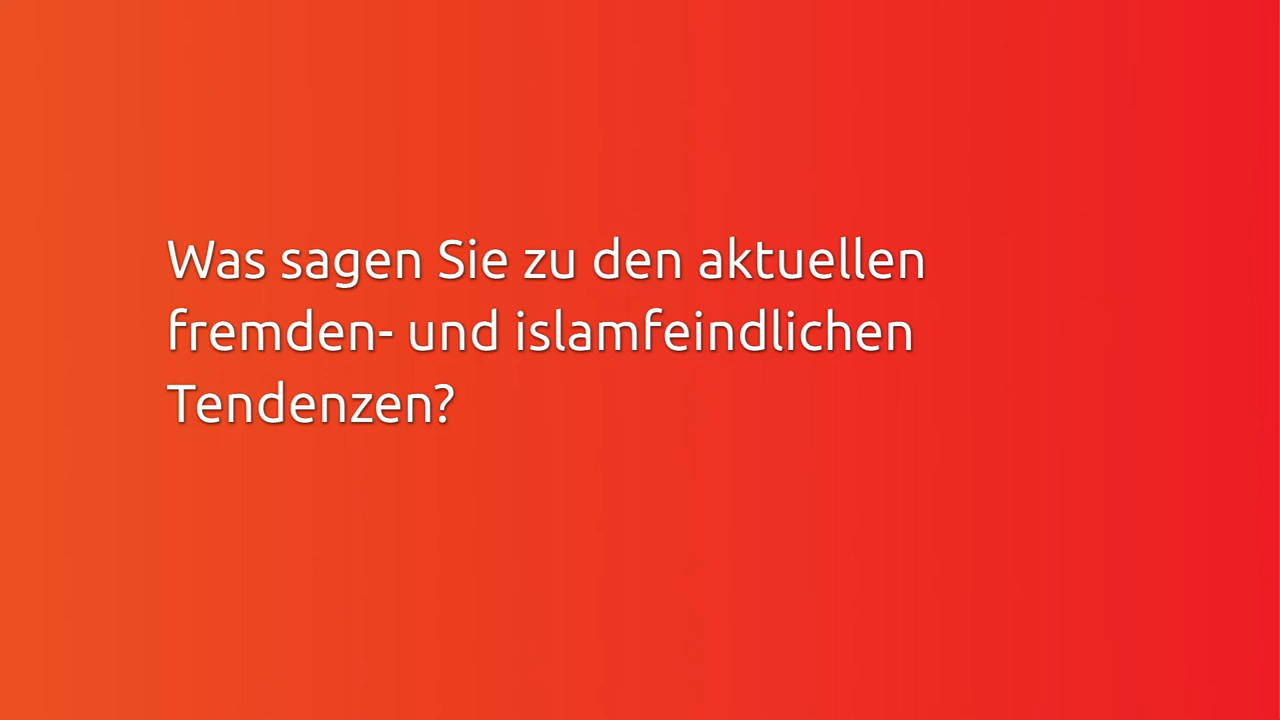 Was sagen Sie zu den aktuellen
fremden- und islamfeindlichen
Tendenzen?